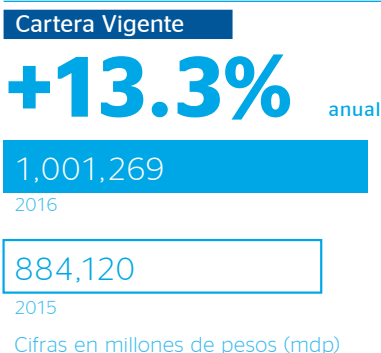 Cartera Vigente
+13.3% anual
1,001,269
2016
884,120
2015
Cifras en millones de pesos (mdp)